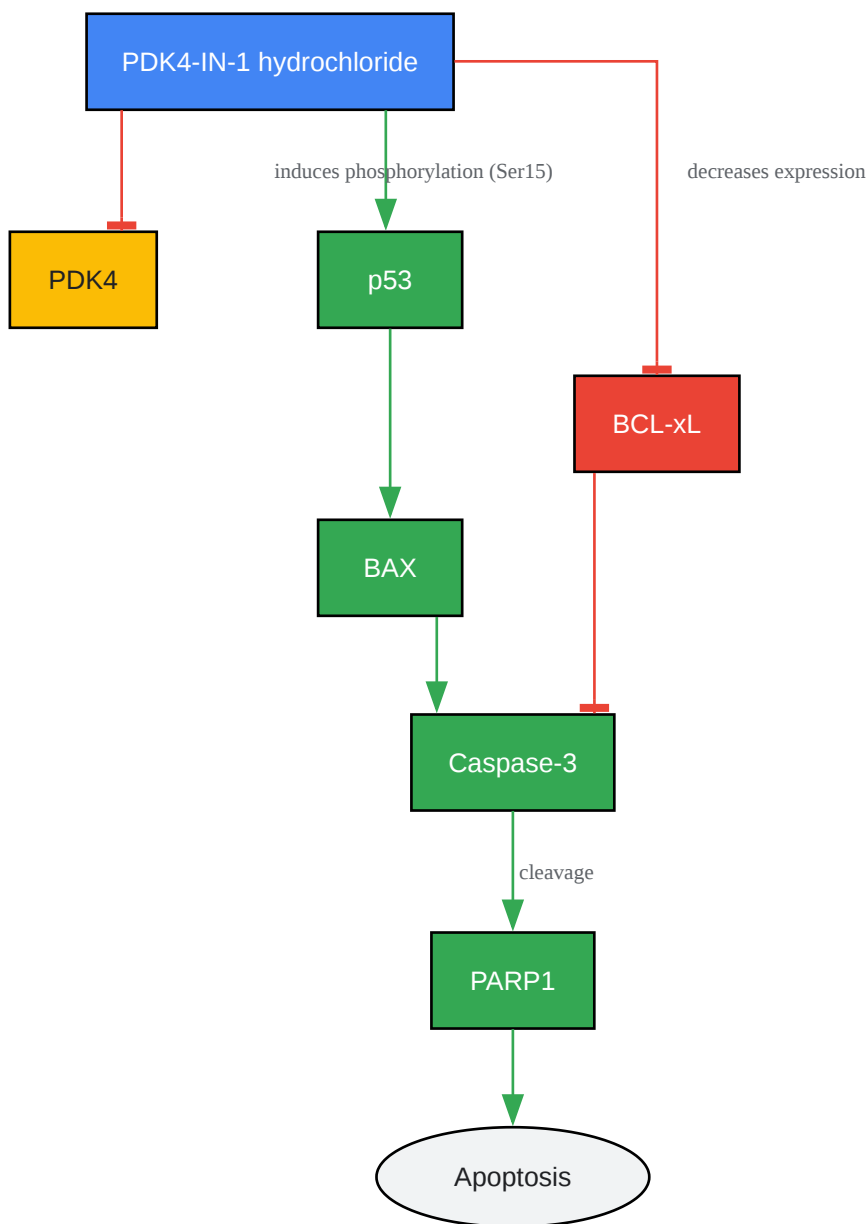 PDK4-IN-1 hydrochloride
induces phosphorylation (Ser15)
decreases expression
PDK4
p53
BCL-xL
BAX
Caspase-3
cleavage
PARP1
Apoptosis